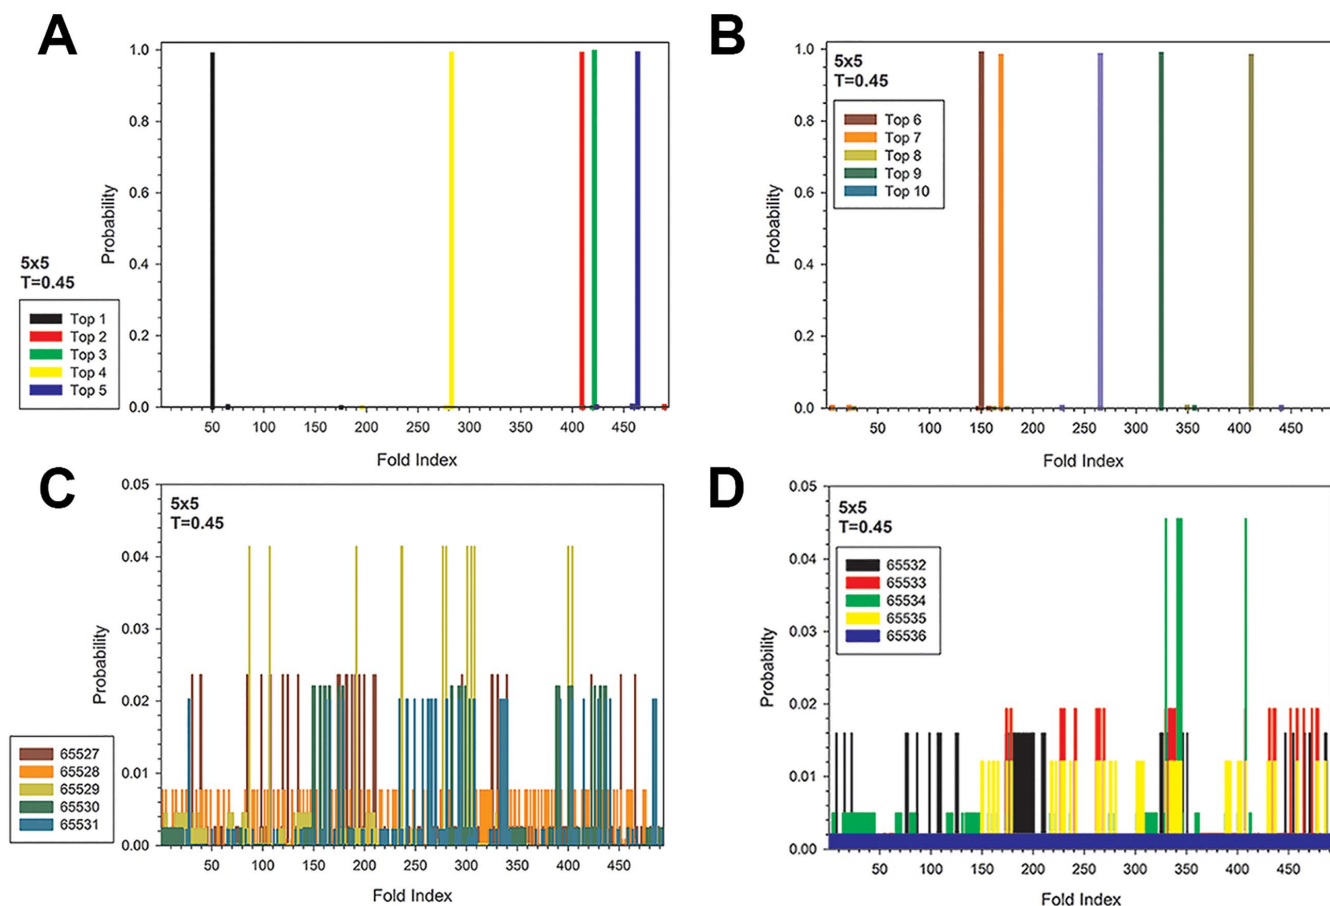 A
1.0
0.8
0.6
0.4
0.2
0.0
Probability
5x5
T=0.45
Top 1
Top 2
Top 3
Top 4
Top 5
50 100 150 200 250 300 350 400 450
Fold Index
B
1.0
0.8
0.6
0.4
0.2
0.0
Probability
5x5
T=0.45
Top 6
Top 7
Top 8
Top 9
Top 10
50 100 150 200 250 300 350 400 450
Fold Index
C
0.05
0.04
0.03
0.02
0.01
0.00
Probability
5x5
T=0.45
65527
65528
65529
65530
65531
50 100 150 200 250 300 350 400 450
Fold Index
D
0.05
0.04
0.03
0.02
0.01
0.00
Probability
5x5
T=0.45
65532
65533
65534
65535
65536
50 100 150 200 250 300 350 400 450
Fold Index